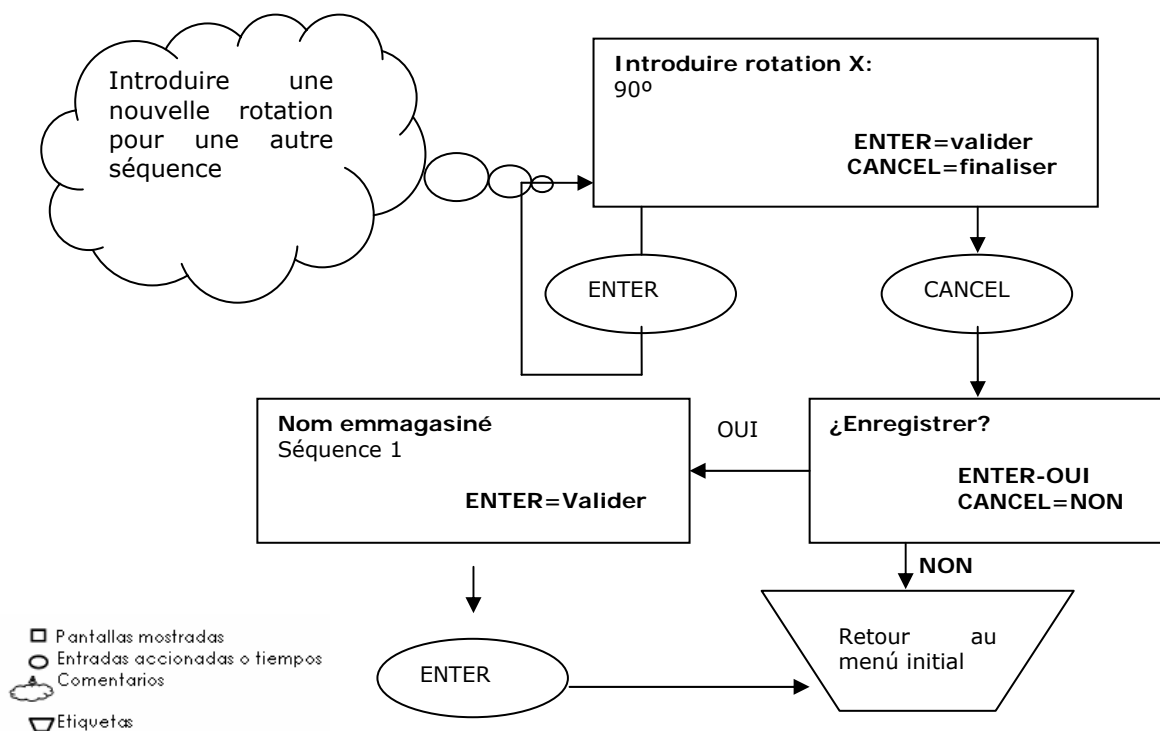 Introduire une
nouvelle rotation
pour une autre
séquence
Introduire rotation X:
90º
ENTER=valider
CANCEL=finaliser
ENTER
CANCEL
Nom emmagasiné
Séquence 1
ENTER=Valider
OUI
¿Enregistrer?
ENTER-OUI
CANCEL=NON
NON
ENTER
Retour au
menú initial
Pantallas mostradas
Entradas accionadas o tiempos
Comentarios
Etiquetas